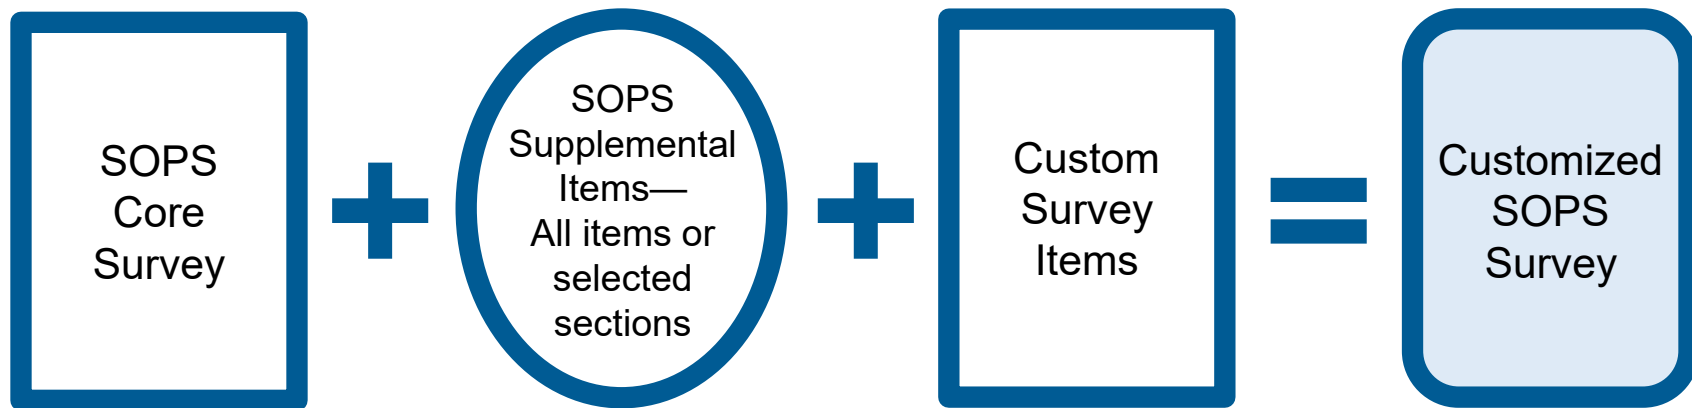 SOPS
Core
Survey
SOPS
Supplemental
Items—
All items or
selected
sections
Custom
Survey
Items
Customized
SOPS
Survey